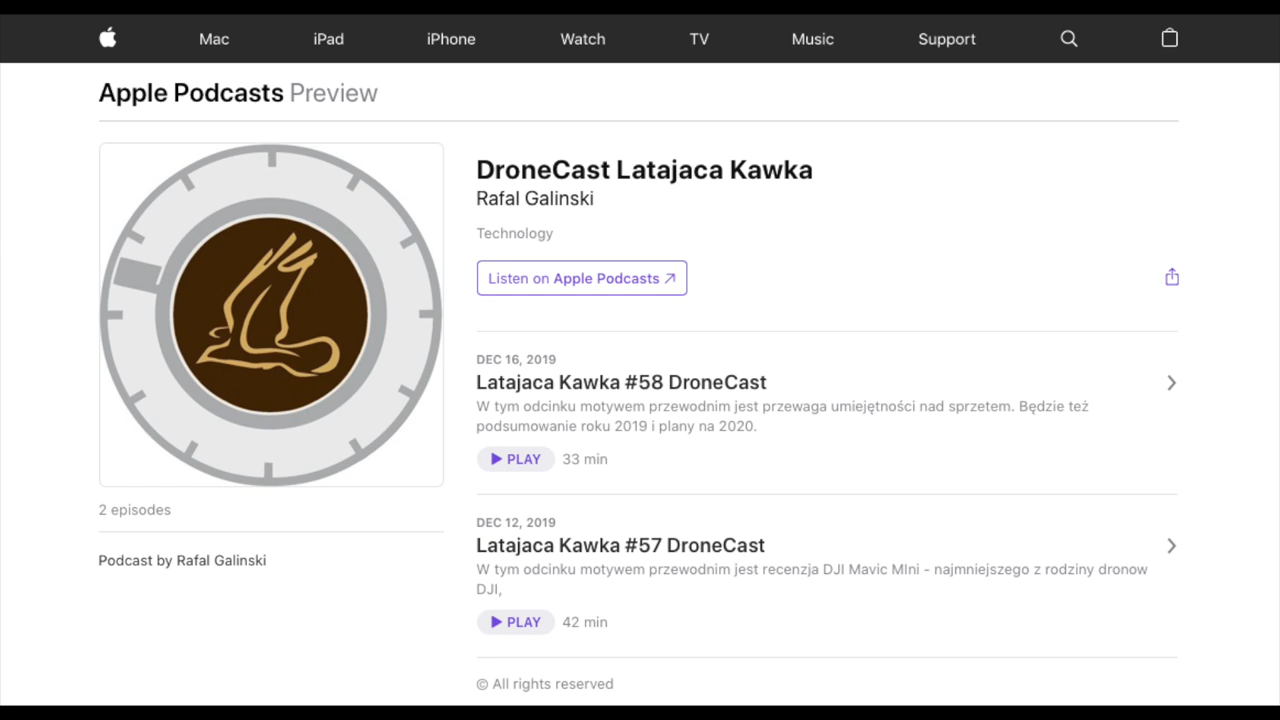 Mac iPad iPhone Watch TV Music Support
Apple Podcasts Preview
DroneCast Latajaca Kawka
Rafal Galinski
Technology
Listen on Apple Podcasts
DEC 16, 2019
Latajaca Kawka #58 DroneCast
W tym odcinku motywem przewodnim jest przewaga umiejętności nad sprzetem. Będzie też
podsumowanie roku 2019 i plany na 2020.
PLAY 33 min
2 episodes
Podcast by Rafal Galinski
DEC 12, 2019
Latajaca Kawka #57 DroneCast
W tym odcinku motywem przewodnim jest recenzja DJI Mavic MIni - najmniejszego z rodziny dronow
DJI,
PLAY 42 min
© All rights reserved